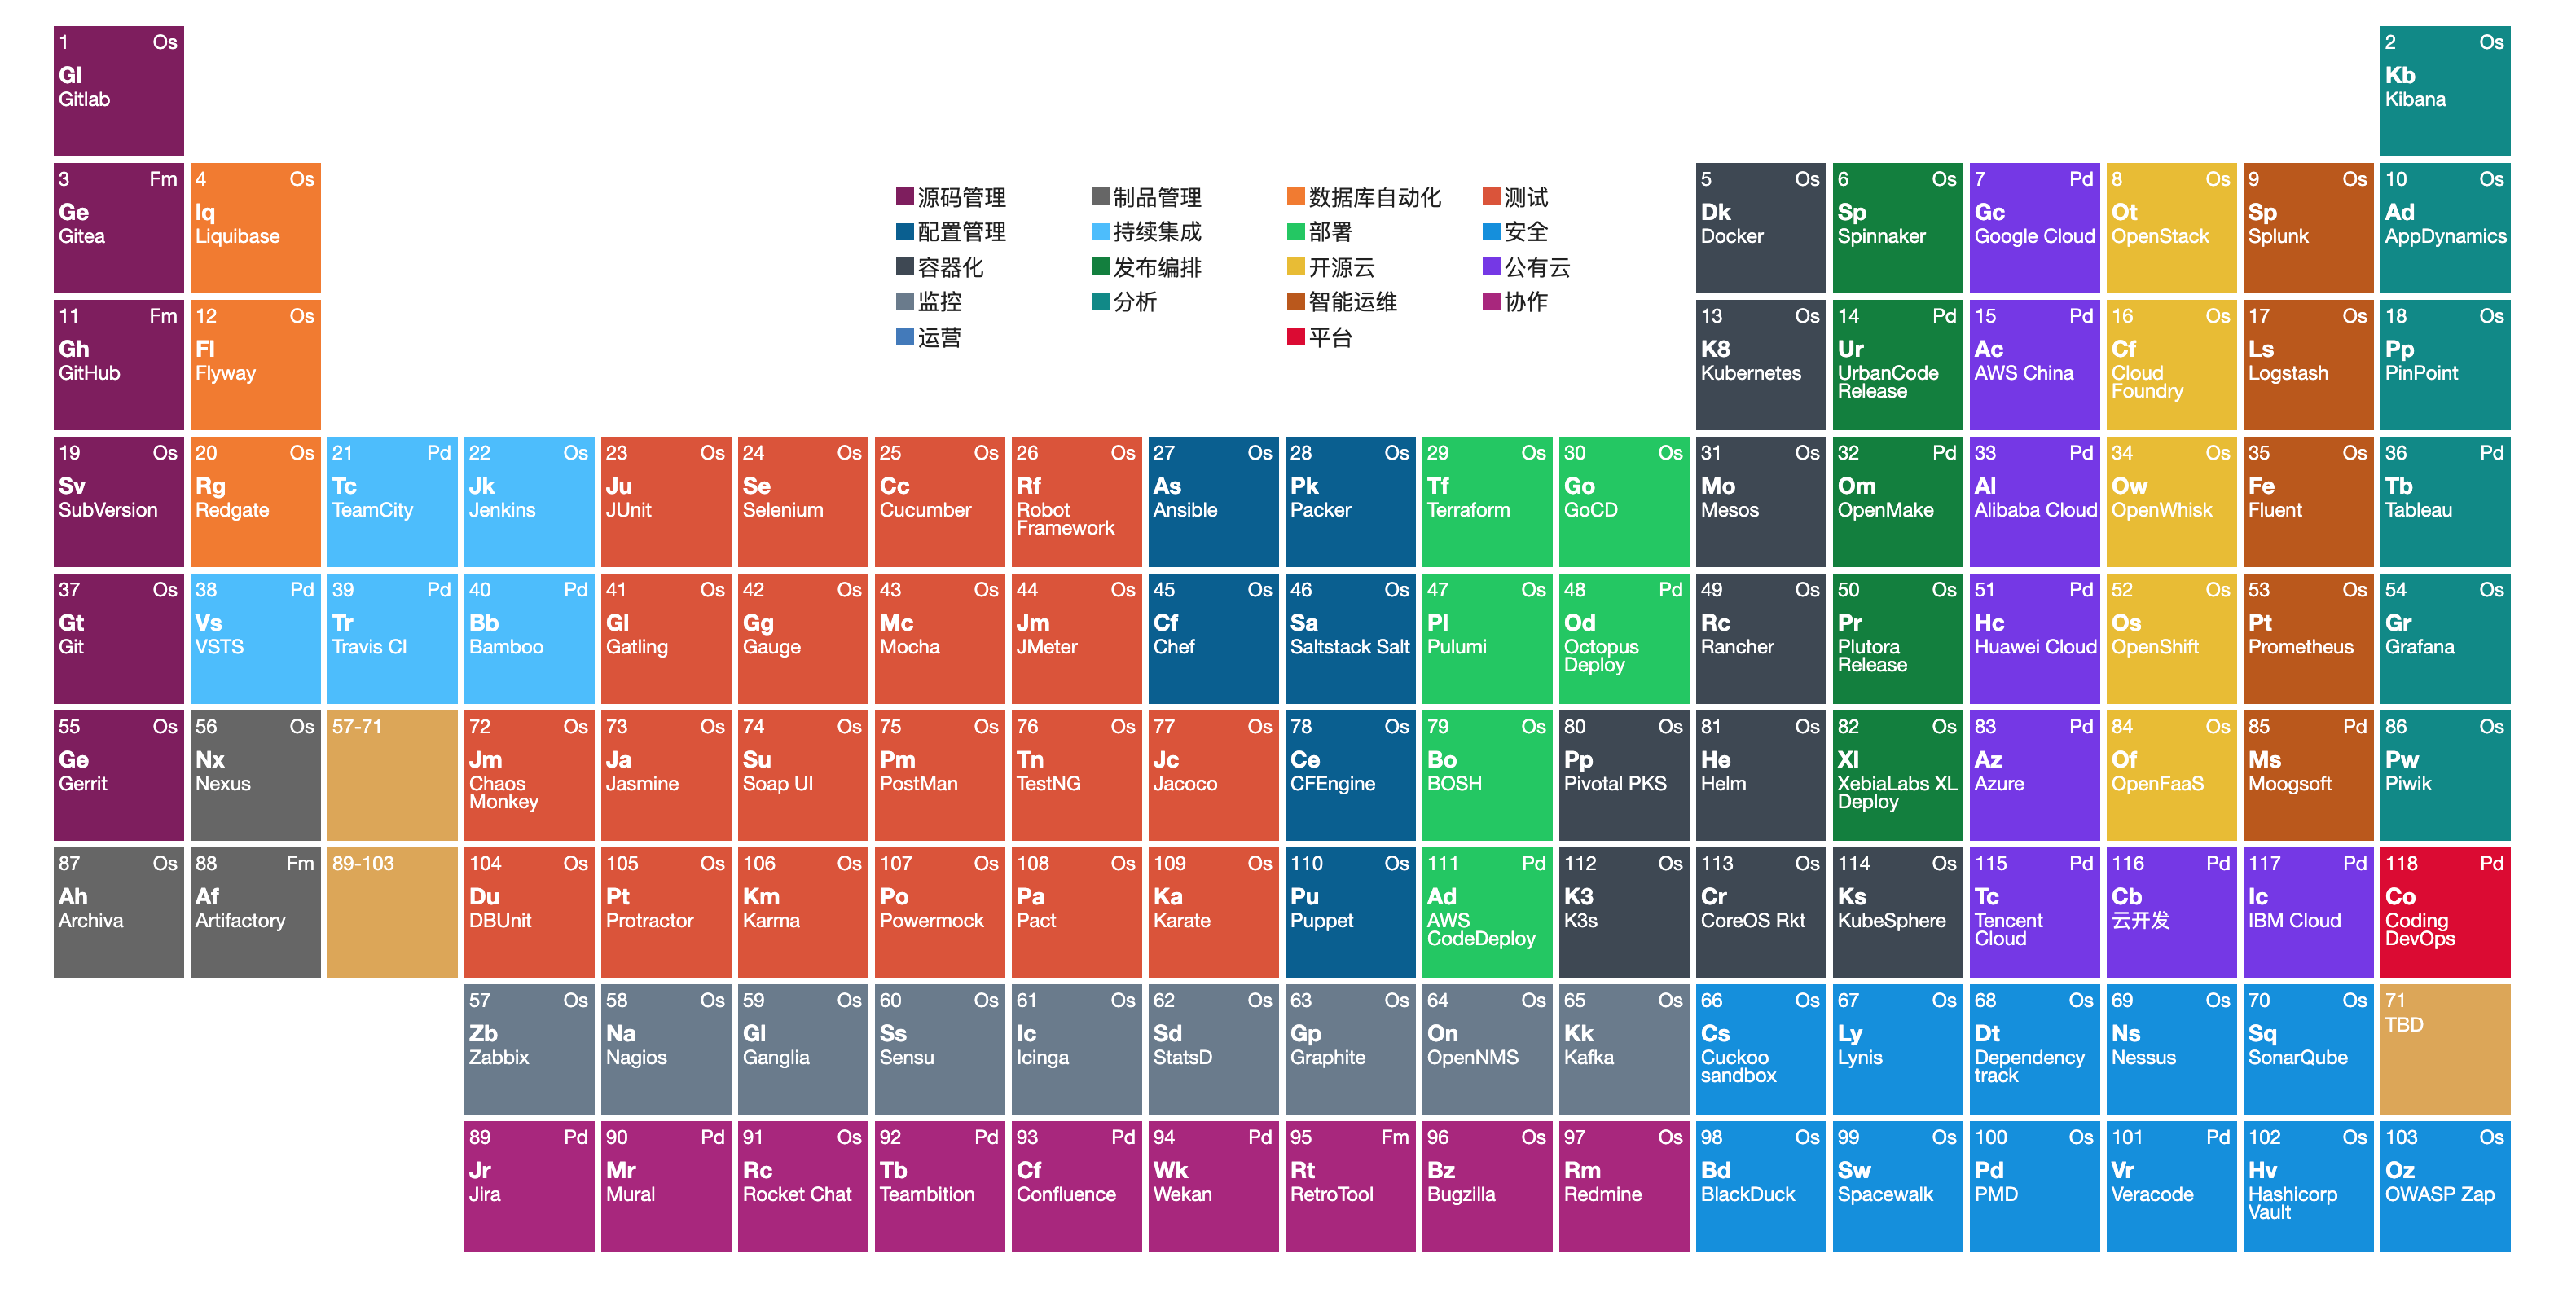 1 Os
Gl
Gitlab
2 Os
Kb
Kibana
3 Fm
Ge
Gitea
4 Os
Iq
Liquibase
源码管理 制品管理 数据库自动化 测试
配置管理 持续集成 部署 安全
容器化 发布编排 开源云 公有云
监控 分析 智能运维 协作
运营 平台
5 Os
Dk
Docker
6 Os
Sp
Spinnaker
7 Pd
Gc
Google Cloud
8 Os
Ot
OpenStack
9 Os
Sp
Splunk
10 Os
Ad
AppDynamics
11 Fm
Gh
GitHub
12 Os
Fl
Flyway
13 Os
K8
Kubernetes
14 Pd
Ur
UrbanCode
Release
15 Pd
Ac
AWS China
16 Os
Cf
Cloud
Foundry
17 Os
Ls
Logstash
18 Os
Pp
PinPoint
19 Os
Sv
SubVersion
20 Os
Rg
Redgate
21 Pd
Tc
TeamCity
22 Os
Jk
Jenkins
23 Os
Ju
JUnit
24 Os
Se
Selenium
25 Os
Cc
Cucumber
26 Os
Rf
Robot
Framework
27 Os
As
Ansible
28 Os
Pk
Packer
29 Os
Tf
Terraform
30 Os
Go
GoCD
31 Os
Mo
Mesos
32 Pd
Om
OpenMake
33 Pd
Al
Alibaba Cloud
34 Os
Ow
OpenWhisk
35 Os
Fe
Fluent
36 Pd
Tb
Tableau
37 Os
Gt
Git
38 Pd
Vs
VSTS
39 Pd
Tr
Travis CI
40 Pd
Bb
Bamboo
41 Os
Gl
Gatling
42 Os
Gg
Gauge
43 Os
Mc
Mocha
44 Os
Jm
JMeter
45 Os
Cf
Chef
46 Os
Sa
Saltstack Salt
47 Os
Pl
Pulumi
48 Pd
Od
Octopus
Deploy
49 Os
Rc
Rancher
50 Os
Pr
Plutora
Release
51 Pd
Hc
Huawei Cloud
52 Os
Os
OpenShift
53 Os
Pt
Prometheus
54 Os
Gr
Grafana
55 Os
Ge
Gerrit
56 Os
Nx
Nexus
57-71
72 Os
Jm
Chaos
Monkey
73 Os
Ja
Jasmine
74 Os
Su
Soap UI
75 Os
Pm
PostMan
76 Os
Tn
TestNG
77 Os
Jc
Jacoco
78 Os
Ce
CFEngine
79 Os
Bo
BOSH
80 Os
Pp
Pivotal PKS
81 Os
He
Helm
82 Os
Xl
XebiaLabs XL
Deploy
83 Pd
Az
Azure
84 Os
Of
OpenFaaS
85 Pd
Ms
Moogsoft
86 Os
Pw
Piwik
87 Os
Ah
Archiva
88 Fm
Af
Artifactory
89-103
104 Os
Du
DBUnit
105 Os
Pt
Protractor
106 Os
Km
Karma
107 Os
Po
Powermock
108 Os
Pa
Pact
109 Os
Ka
Karate
110 Os
Pu
Puppet
111 Pd
Ad
AWS
CodeDeploy
112 Os
K3
K3s
113 Os
Cr
CoreOS Rkt
114 Os
Ks
KubeSphere
115 Pd
Tc
Tencent
Cloud
116 Pd
Cb
云开发
117 Pd
Ic
IBM Cloud
118 Pd
Co
Coding
DevOps
57 Os
Zb
Zabbix
58 Os
Na
Nagios
59 Os
Gl
Ganglia
60 Os
Ss
Sensu
61 Os
Ic
Icinga
62 Os
Sd
StatsD
63 Os
Gp
Graphite
64 Os
On
OpenNMS
65 Os
Kk
Kafka
66 Os
Cs
Cuckoo
sandbox
67 Os
Ly
Lynis
68 Os
Dt
Dependency
track
69 Os
Ns
Nessus
70 Os
Sq
SonarQube
71
TBD
89 Pd
Jr
Jira
90 Pd
Mr
Mural
91 Os
Rc
Rocket Chat
92 Pd
Tb
Teambition
93 Pd
Cf
Confluence
94 Pd
Wk
Wekan
95 Fm
Rt
RetroTool
96 Os
Bz
Bugzilla
97 Os
Rm
Redmine
98 Os
Bd
BlackDuck
99 Os
Sw
Spacewalk
100 Os
Pd
PMD
101 Pd
Vr
Veracode
102 Os
Hv
Hashicorp
Vault
103 Os
Oz
OWASP Zap